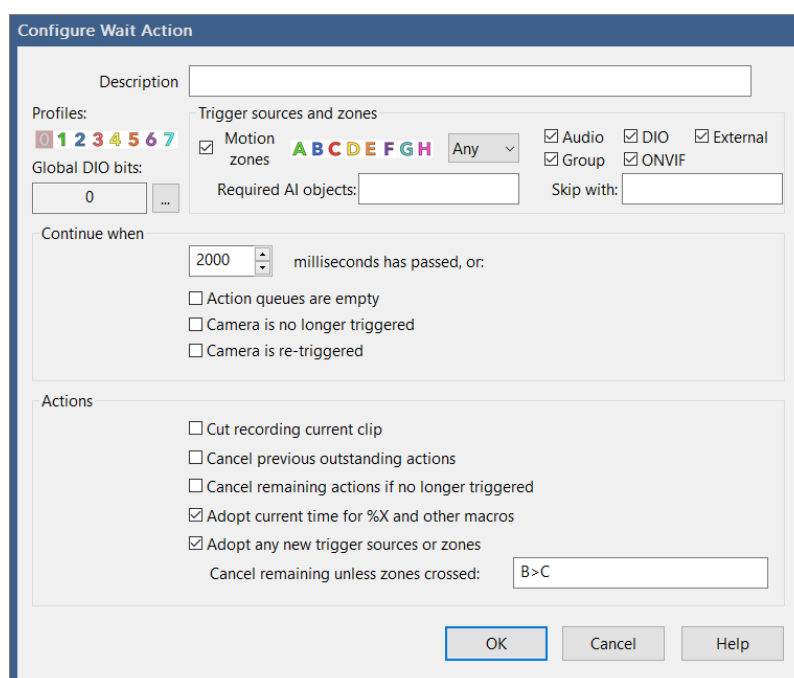 Configure Wait Action
Description
Profiles:
0 1 2 3 4 5 6 7
Global DIO bits:
0 ...
Trigger sources and zones
Motion zones A B C D E F G H Any
Audio DIO External
Group ONVIF
Required AI objects: Skip with:
Continue when
2000 milliseconds has passed, or:
Action queues are empty
Camera is no longer triggered
Camera is re-triggered
Actions
Cut recording current clip
Cancel previous outstanding actions
Cancel remaining actions if no longer triggered
Adopt current time for %X and other macros
Adopt any new trigger sources or zones
Cancel remaining unless zones crossed: B>C
OK Cancel Help